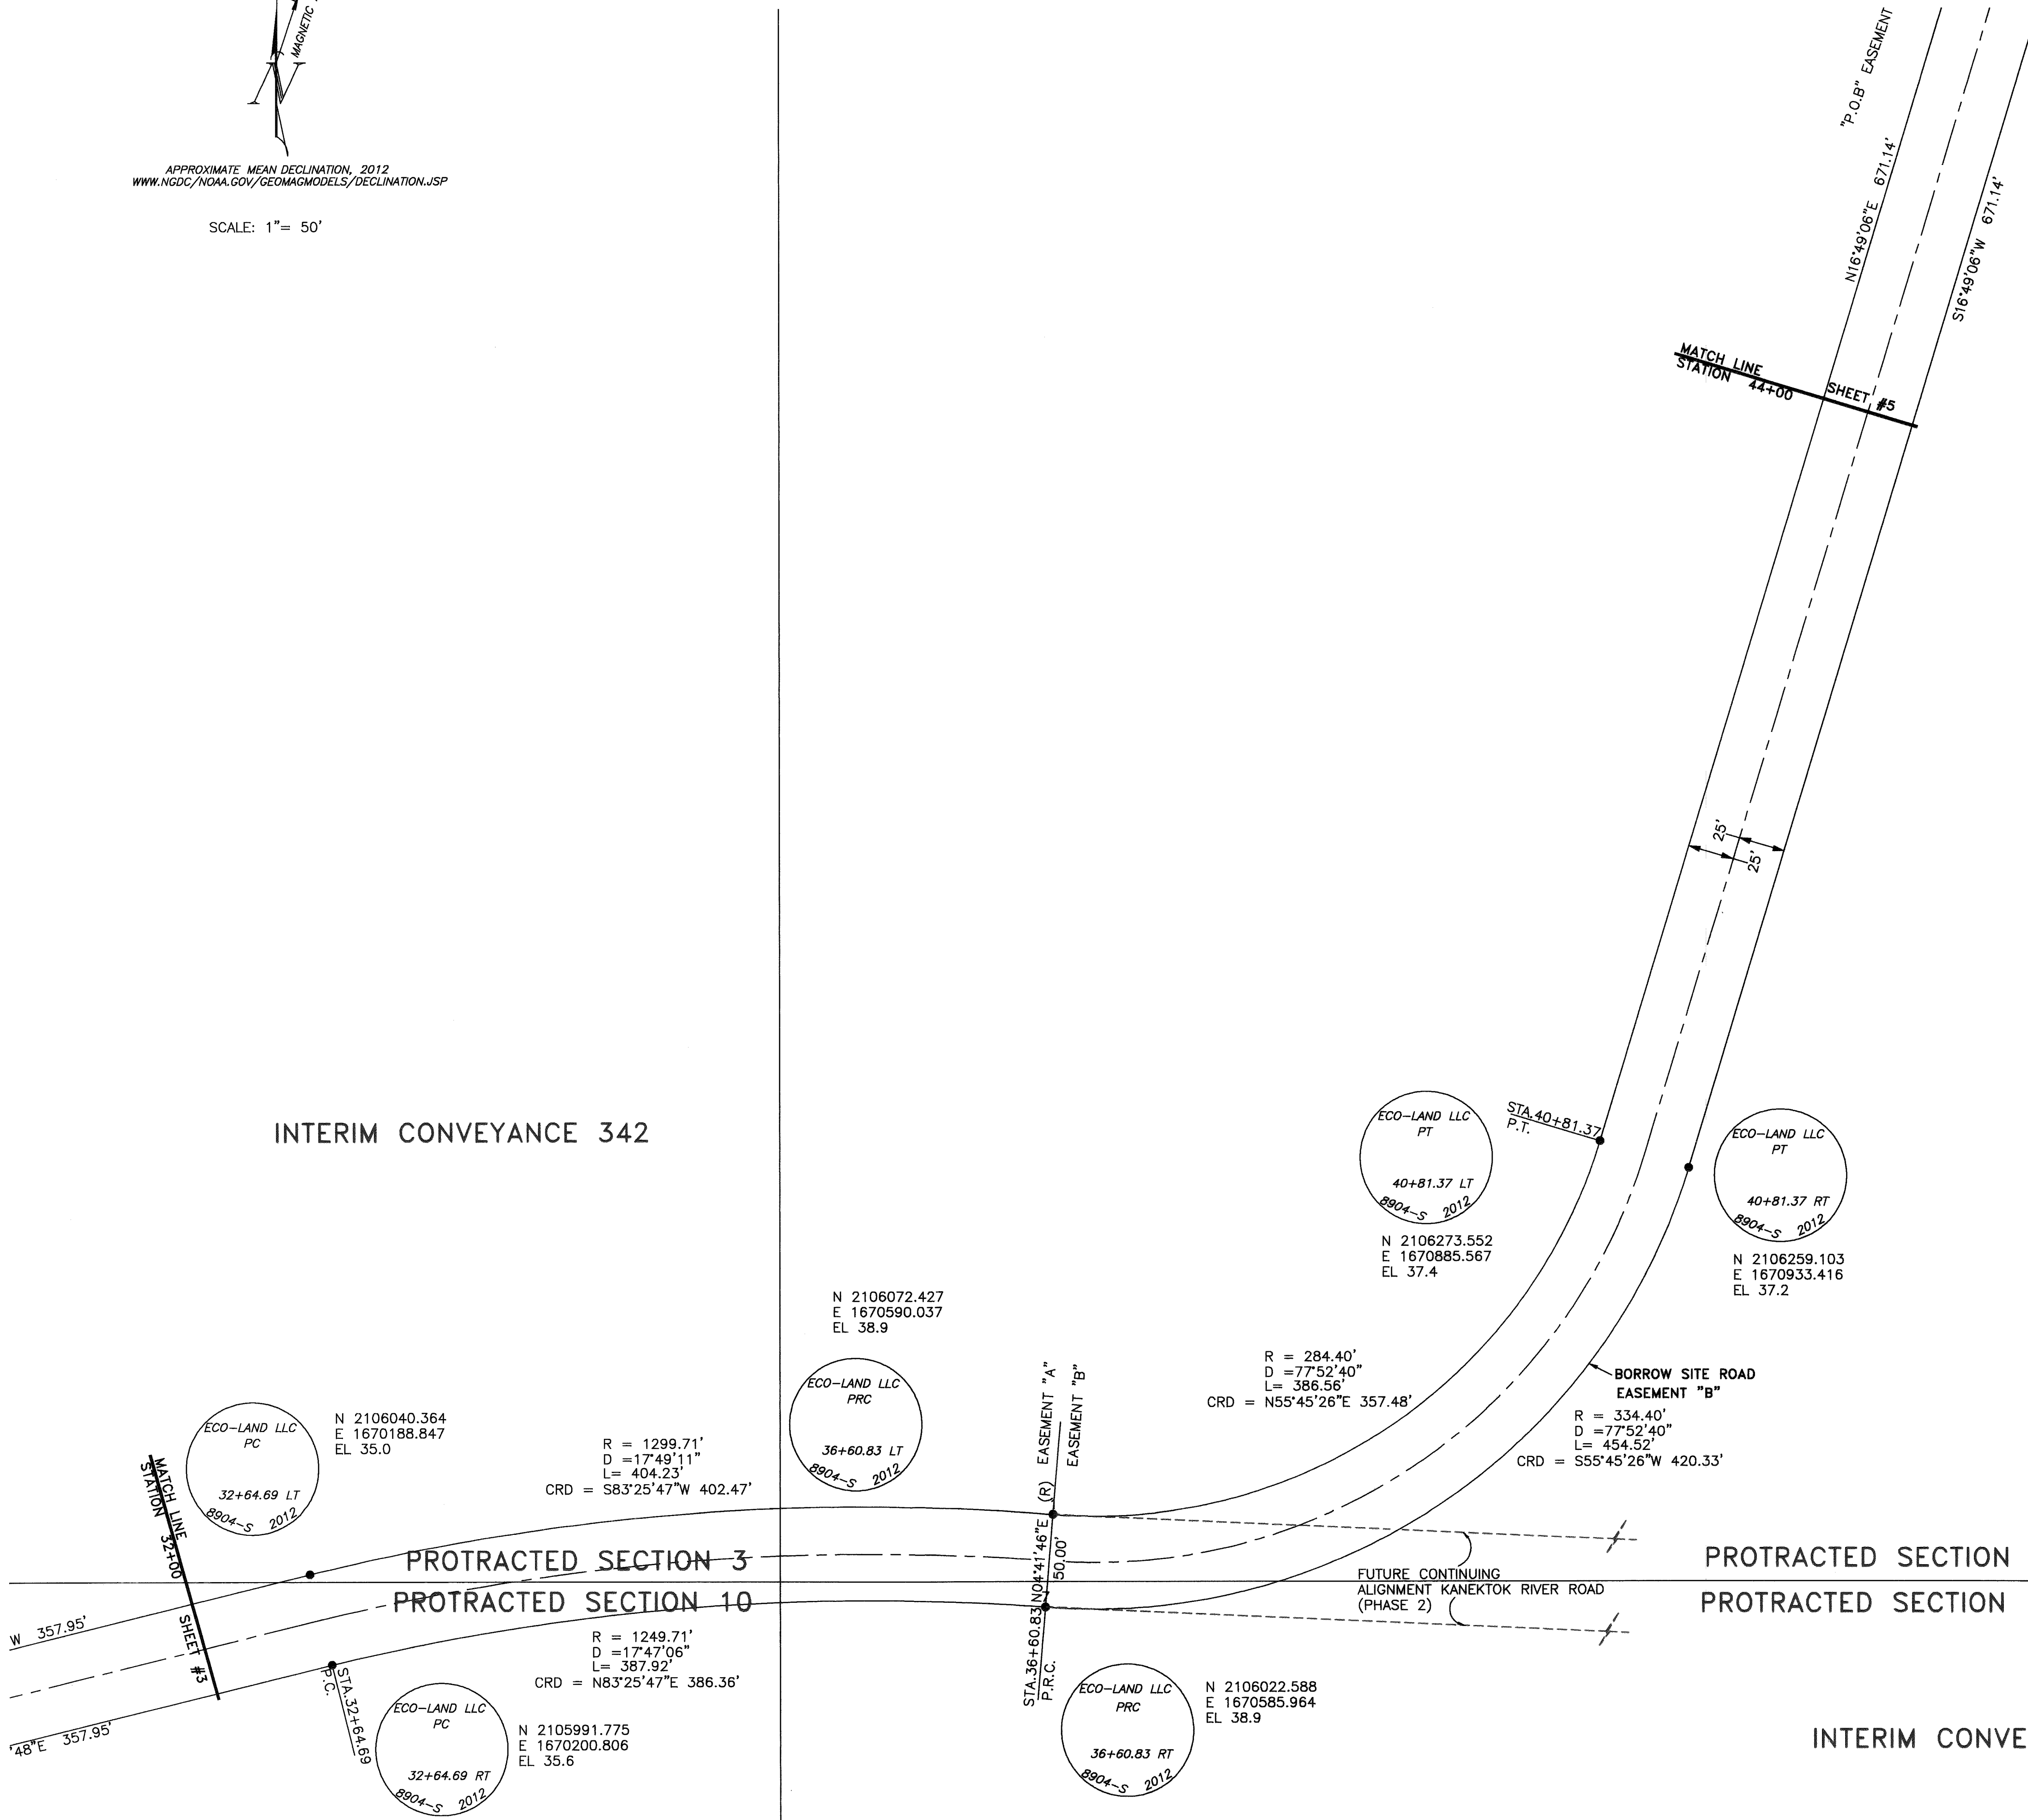 MAGNETIC
APPROXIMATE MEAN DECLINATION, 2012
WWW.NGDC/NOAA.GOV/GEOMAGMODELS/DECLINATION.JSP
SCALE: 1"= 50'
"P.O.B" EASEMENT
N16°49'06"E 671.14'
S16°49'06"W 671.14'
MATCH LINE
STATION 44+00
SHEET #5
25'
25'
INTERIM CONVEYANCE 342
ECO-LAND LLC
PT
40+81.37 LT
8904-S 2012
N 2106273.552
E 1670885.567
EL 37.4
STA.40+81.37
P.T.
ECO-LAND LLC
PT
40+81.37 RT
8904-S 2012
N 2106259.103
E 1670933.416
EL 37.2
N 2106072.427
E 1670590.037
EL 38.9
ECO-LAND LLC
PRC
36+60.83 LT
8904-S 2012
EASEMENT "A"
EASEMENT "B"
R = 284.40'
D =77°52'40"
L= 386.56'
CRD = N55°45'26"E 357.48'
BORROW SITE ROAD
EASEMENT "B"
R = 334.40'
D =77°52'40"
L= 454.52'
CRD = S55°45'26"W 420.33'
ECO-LAND LLC
PC
32+64.69 LT
8904-S 2012
N 2106040.364
E 1670188.847
EL 35.0
R = 1299.71'
D =17°49'11"
L= 404.23'
CRD = S83°25'47"W 402.47'
MATCH LINE
STATION 32+00
SHEET #3
N04°41'46"E (R)
50.00'
STA.36+60.83
P.R.C.
PROTRACTED SECTION 3
PROTRACTED SECTION 10
FUTURE CONTINUING
ALIGNMENT KANEKTOK RIVER ROAD
(PHASE 2)
PROTRACTED SECTION
PROTRACTED SECTION
W 357.95'
'48"E 357.95'
R = 1249.71'
D =17°47'06"
L= 387.92'
CRD = N83°25'47"E 386.36'
STA.32+64.69
P.C.
ECO-LAND LLC
PC
32+64.69 RT
8904-S 2012
N 2105991.775
E 1670200.806
EL 35.6
ECO-LAND LLC
PRC
36+60.83 RT
8904-S 2012
N 2106022.588
E 1670585.964
EL 38.9
INTERIM CONVE